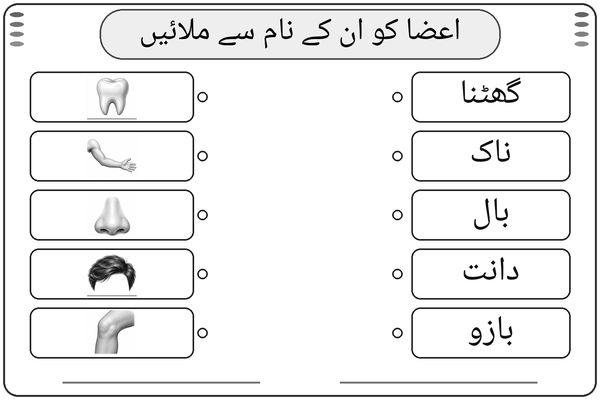 اعضا کو ان کے نام سے ملائیں
گھٹنا
ناک
بال
دانت
بازو